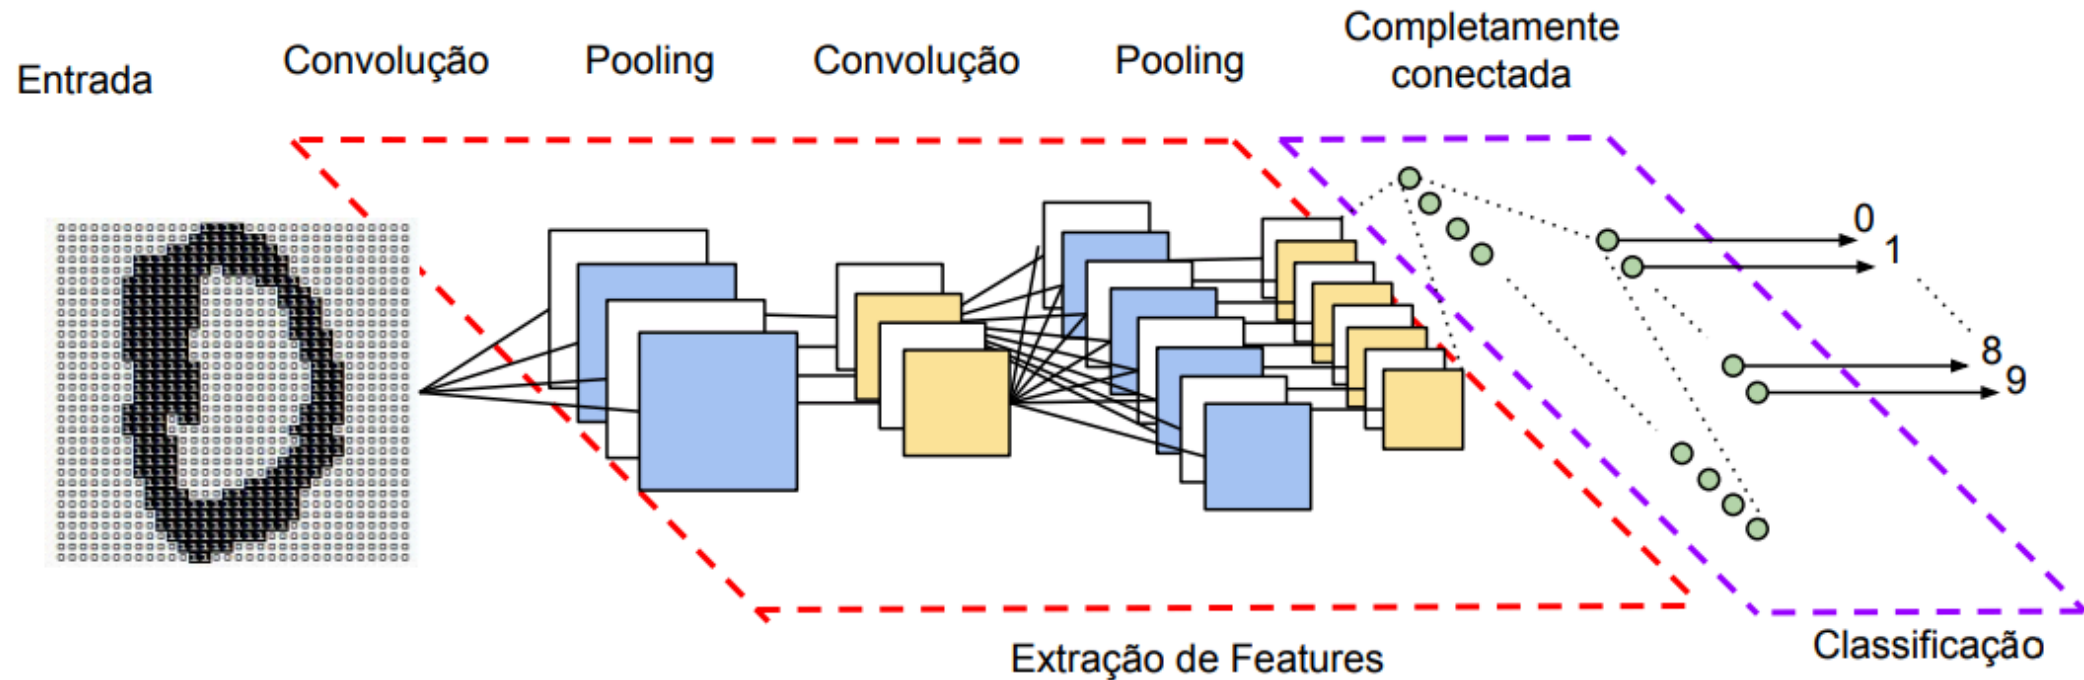 Entrada
Convolução
Pooling
Convolução
Pooling
Completamente
conectada
0
1
8
9
Extração de Features
Classificação